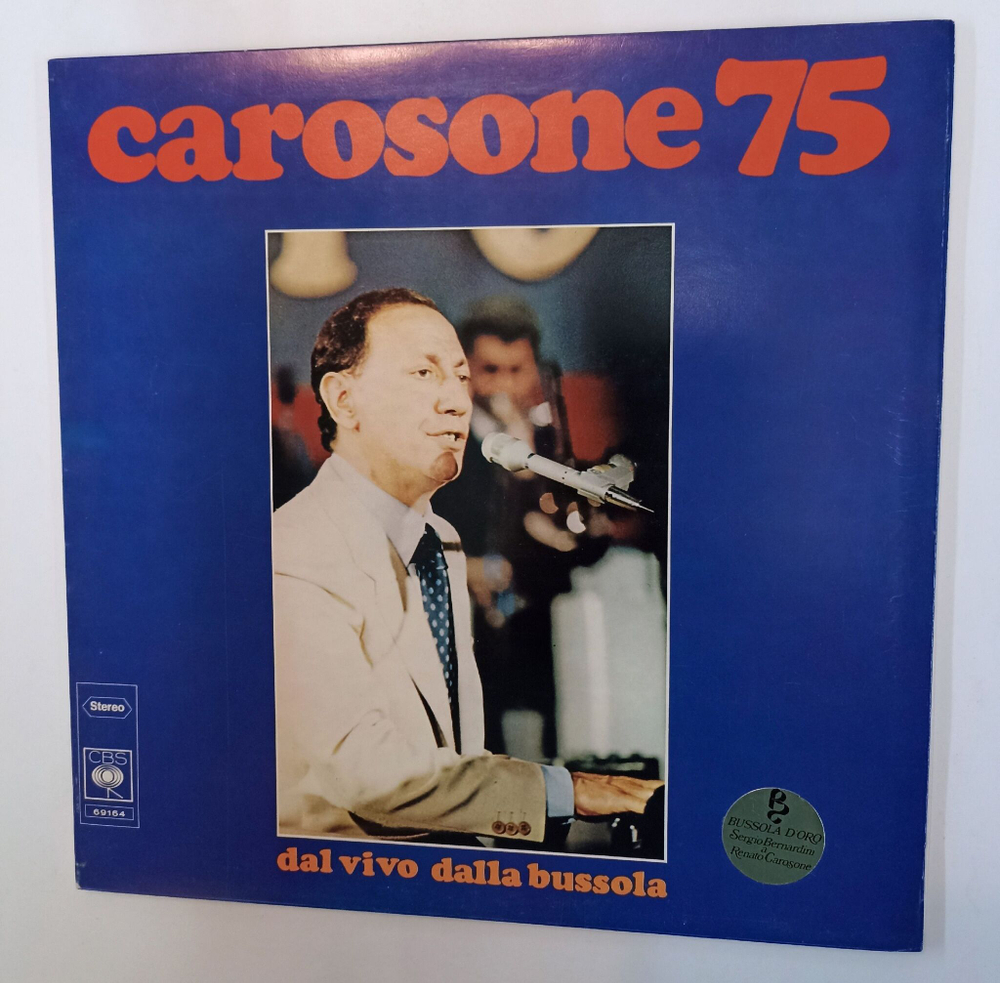 carosone 75
Stereo
CBS
69164
dal vivo dalla bussola
B
BUSSOLA D'ORO
Sergio Bernardini
a
Renato Carosone